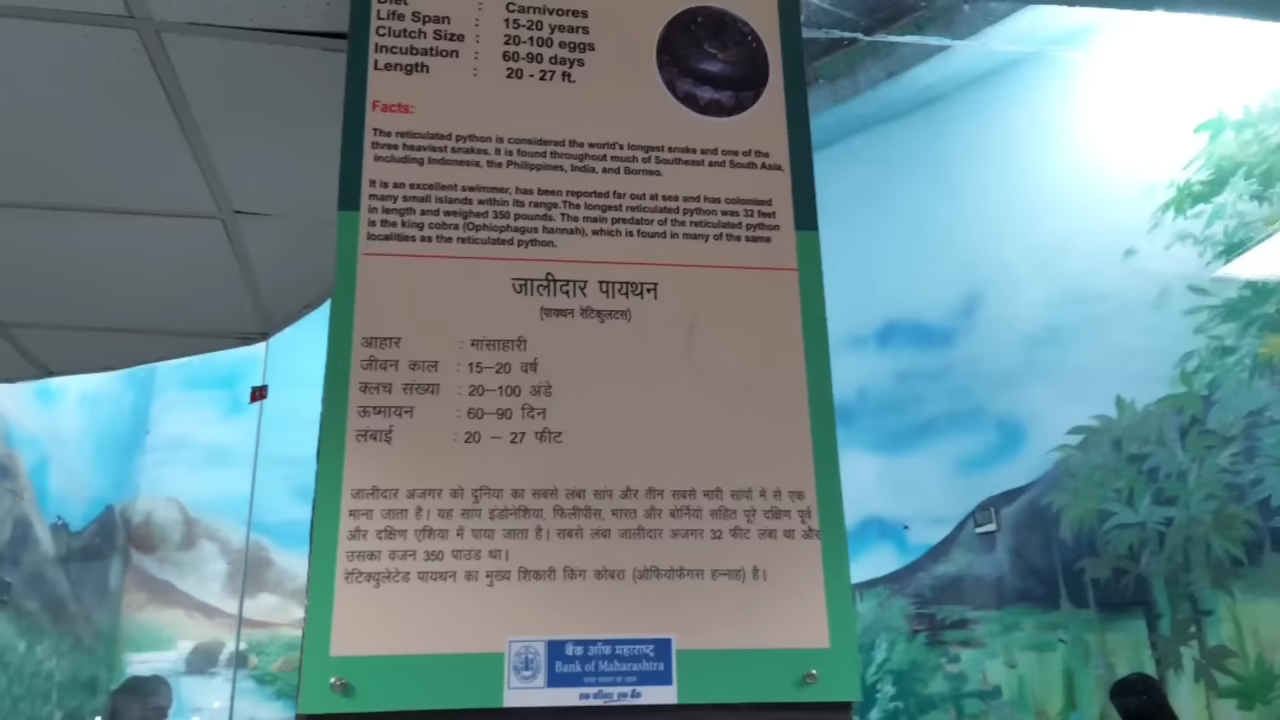 Diet : Carnivores
Life Span : 15-20 years
Clutch Size : 20-100 eggs
Incubation : 60-90 days
Length : 20 - 27 ft.
Facts:
The reticulated python is considered the world's longest snake and one of the
three heaviest snakes. It is found throughout much of Southeast and South Asia,
including Indonesia, the Philippines, India, and Borneo.
It is an excellent swimmer, has been reported far out at sea and has colonized
many small islands within its range.The longest reticulated python was 32 feet
in length and weighed 350 pounds. The main predator of the reticulated python
is the king cobra (Ophiophagus hannah), which is found in many of the same
localities as the reticulated python.
जालीदार पायथन
(पायथन रेटिकुलटस)
आहार : मांसाहारी
जीवन काल : 15–20 वर्ष
क्लच संख्या : 20–100 अंडे
ऊष्मायन : 60–90 दिन
लंबाई : 20 – 27 फीट
जालीदार अजगर को दुनिया का सबसे लंबा सांप और तीन सबसे भारी सांपों में से एक
माना जाता है। यह सांप इंडोनेशिया, फिलीपींस, भारत और बोर्नियो सहित पूरे दक्षिण पूर्व
और दक्षिण एशिया में पाया जाता है। सबसे लंबा जालीदार अजगर 32 फीट लंबा था और
उसका वजन 350 पाउंड था।
रेटिक्युलेटेड पायथन का मुख्य शिकारी किंग कोबरा (ओफियोफैगस हन्नाह) है।
बैंक ऑफ महाराष्ट्र
Bank of Maharashtra
एक परिवार एक बैंक